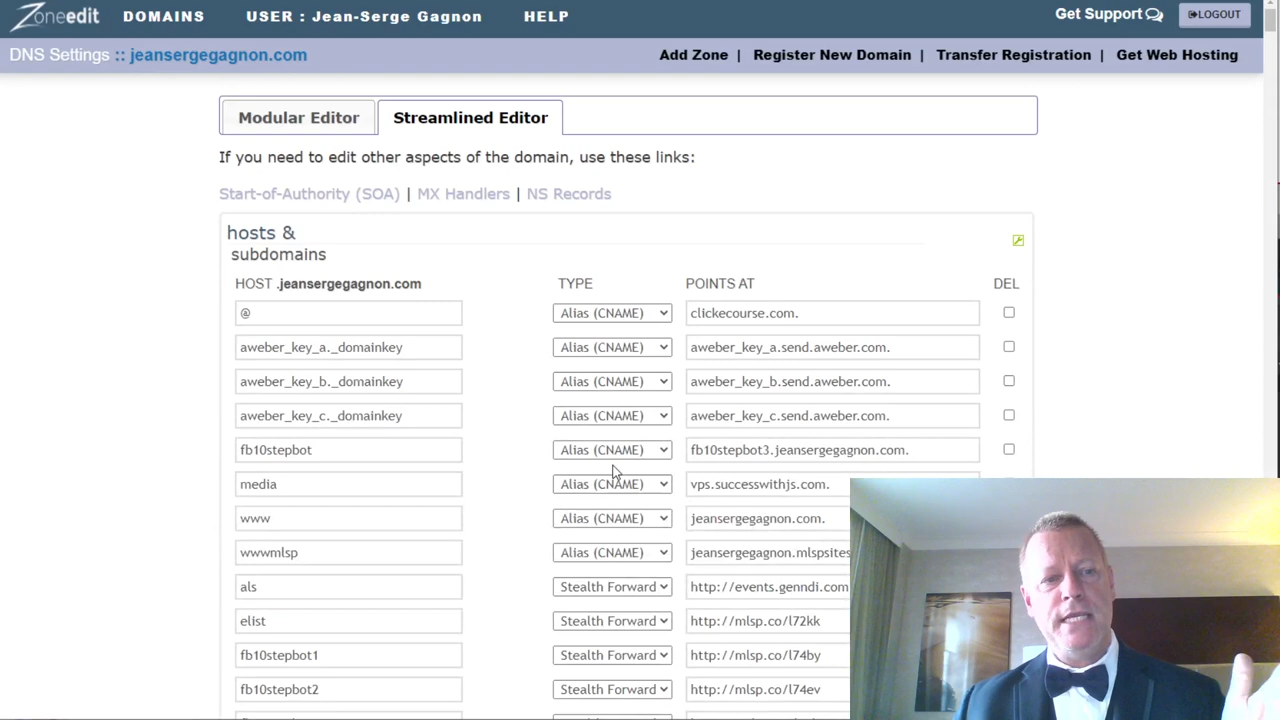 Zoneedit DOMAINS USER : Jean-Serge Gagnon HELP Get Support LOGOUT
DNS Settings :: jeansergegagnon.com Add Zone | Register New Domain | Transfer Registration | Get Web Hosting
Modular Editor Streamlined Editor
If you need to edit other aspects of the domain, use these links:
Start-of-Authority (SOA) | MX Handlers | NS Records
hosts &
subdomains
HOST .jeansergegagnon.com TYPE POINTS AT DEL
@ Alias (CNAME) clickecourse.com.
aweber_key_a._domainkey Alias (CNAME) aweber_key_a.send.aweber.com.
aweber_key_b._domainkey Alias (CNAME) aweber_key_b.send.aweber.com.
aweber_key_c._domainkey Alias (CNAME) aweber_key_c.send.aweber.com.
fb10stepbot Alias (CNAME) fb10stepbot3.jeansergegagnon.com.
media Alias (CNAME) vps.successwithjs.com.
www Alias (CNAME) jeansergegagnon.com.
wwwmlsp Alias (CNAME) jeansergegagnon.mlspsites
als Stealth Forward http://events.genndi.com
elist Stealth Forward http://mlsp.co/l72kk
fb10stepbot1 Stealth Forward http://mlsp.co/l74by
fb10stepbot2 Stealth Forward http://mlsp.co/l74ev